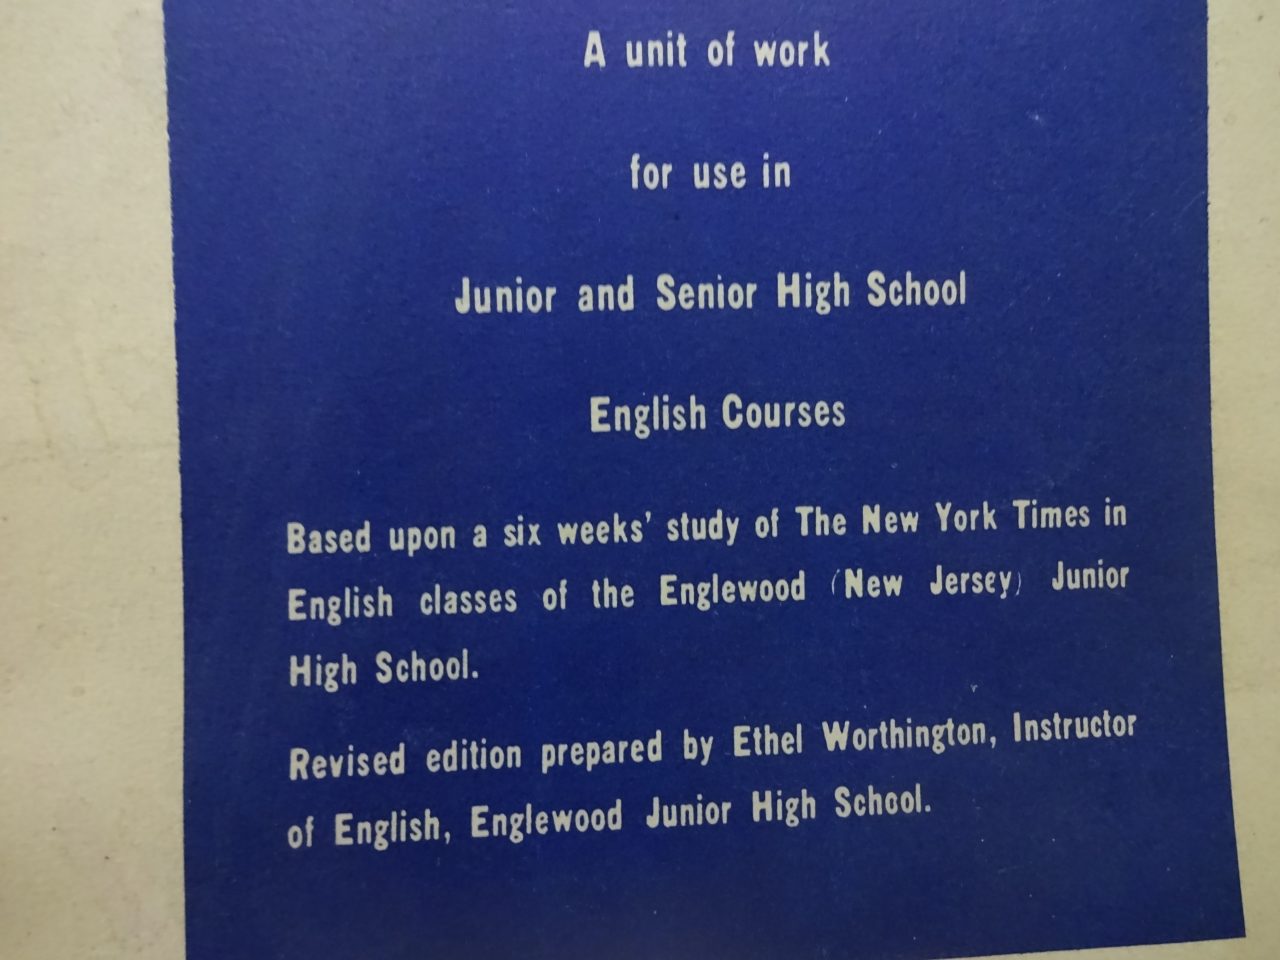 A unit of work
for use in
Junior and Senior High School
English Courses
Based upon a six weeks' study of The New York Times in
English classes of the Englewood (New Jersey) Junior
High School.
Revised edition prepared by Ethel Worthington, Instructor
of English, Englewood Junior High School.